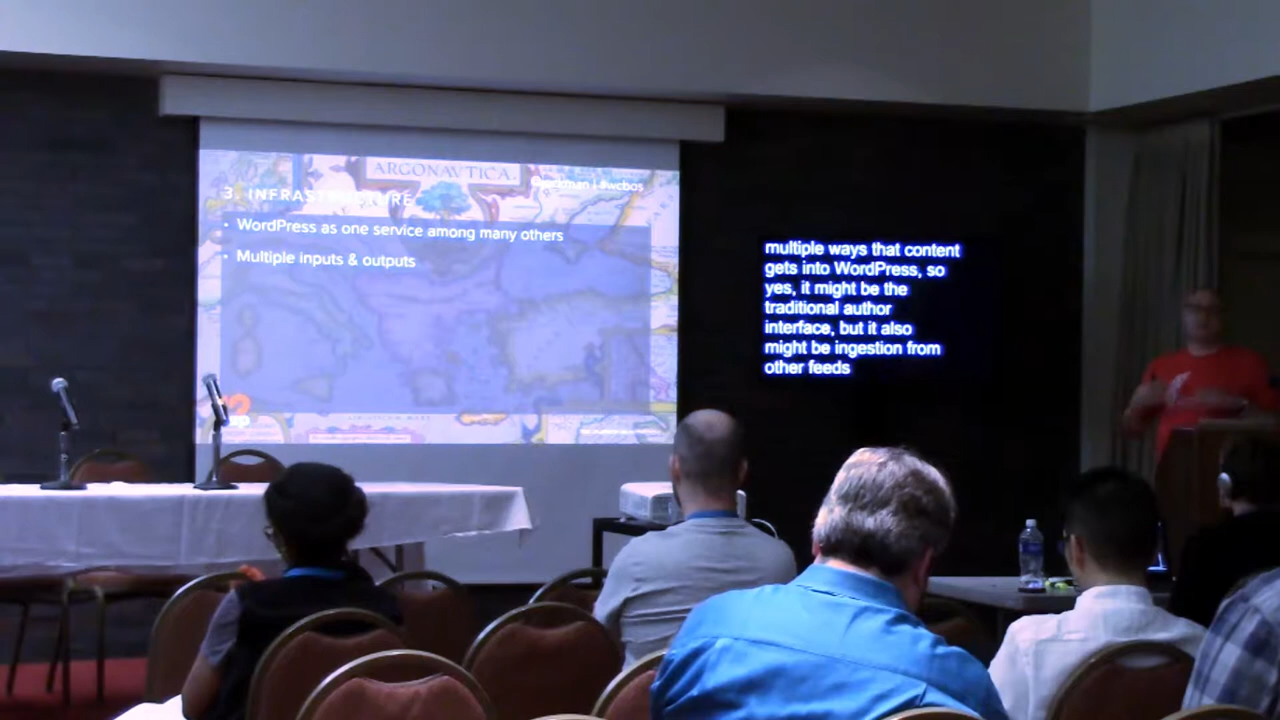 ARGONAVTICA.
3. INFRASTRUCTURE
• WordPress as one service among many others
• Multiple inputs & outputs
multiple ways that content
gets into WordPress, so
yes, it might be the
traditional author
interface, but it also
might be ingestion from
other feeds